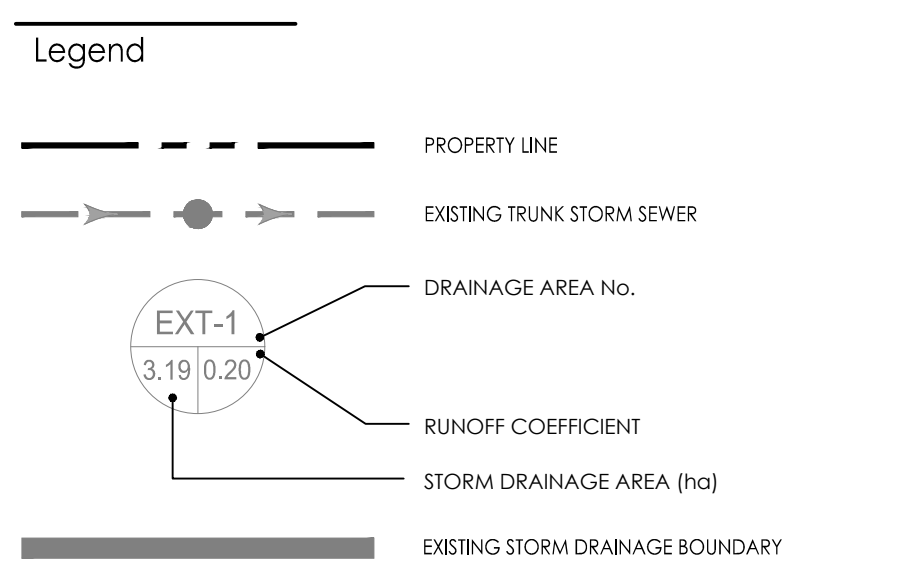 Legend
PROPERTY LINE
EXISTING TRUNK STORM SEWER
DRAINAGE AREA No.
EXT-1
3.19 0.20
RUNOFF COEFFICIENT
STORM DRAINAGE AREA (ha)
EXISTING STORM DRAINAGE BOUNDARY